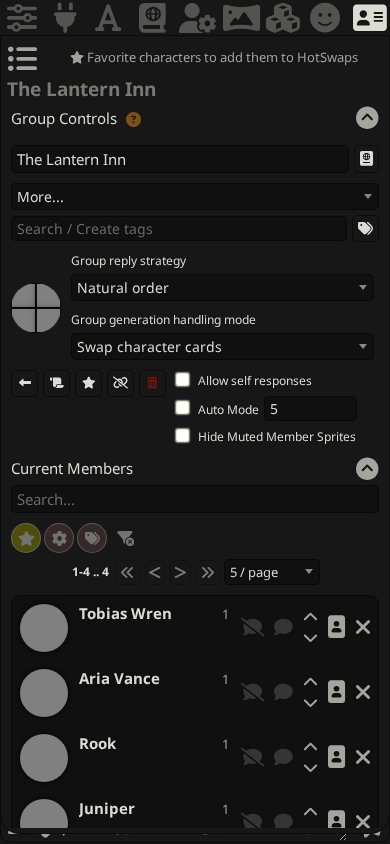 Favorite characters to add them to HotSwaps
The Lantern Inn
Group Controls ?
The Lantern Inn
More...
Search / Create tags
Group reply strategy
Natural order
Group generation handling mode
Swap character cards
Allow self responses
Auto Mode 5
Hide Muted Member Sprites
Current Members
Search...
1-4 .. 4
5 / page
Tobias Wren 1
Aria Vance 1
Rook 1
Juniper 1